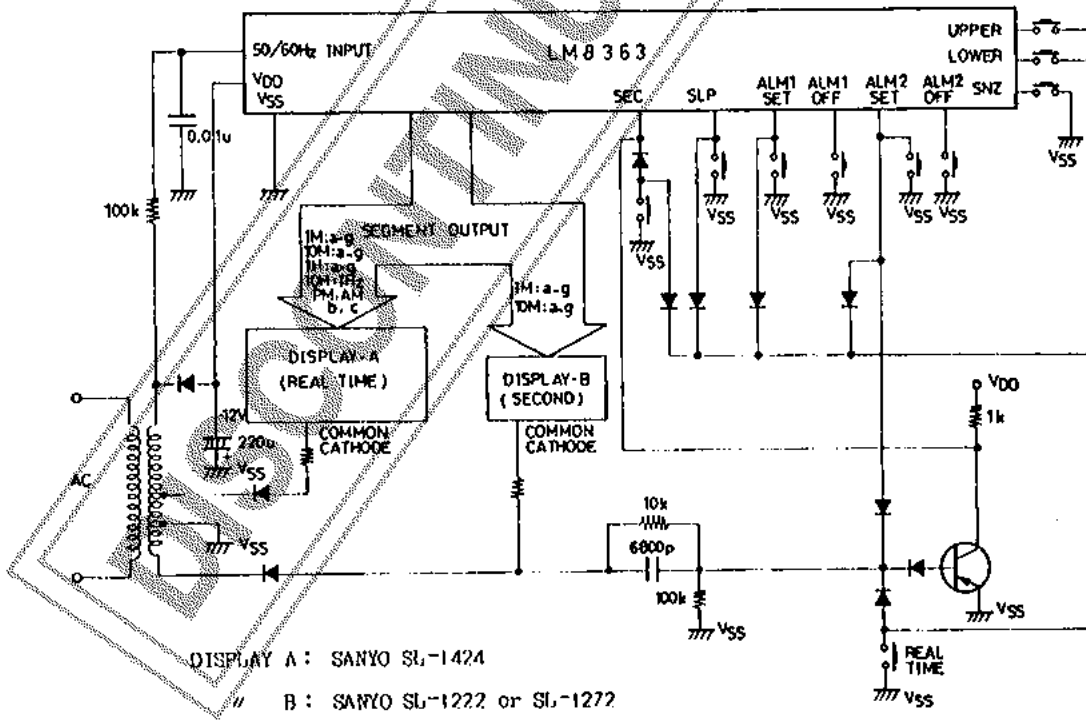 50/60Hz INPUT
LM8363
UPPER
LOWER
SNZ
VDD
VSS
SEC
SLP
ALM1 SET
ALM1 OFF
ALM2 SET
ALM2 OFF
0.01u
VSS
100k
VSS
VSS
VSS
VSS
VSS
SEGMENT OUTPUT
1M:a-g
10M:a-g
1H:a-g
10H:1Hz
PM,AM
b, c
1M:a-g
10M:a-g
DISPLAY-A
(REAL TIME)
DISPLAY-B
(SECOND)
VDD
1k
-12V
220u
+
VSS
COMMON
CATHODE
COMMON
CATHODE
AC
VSS
10k
6800p
100k
VSS
VSS
REAL
TIME
VSS
DISPLAY A : SANYO SL-1424
" B : SANYO SL-1222 or SL-1272